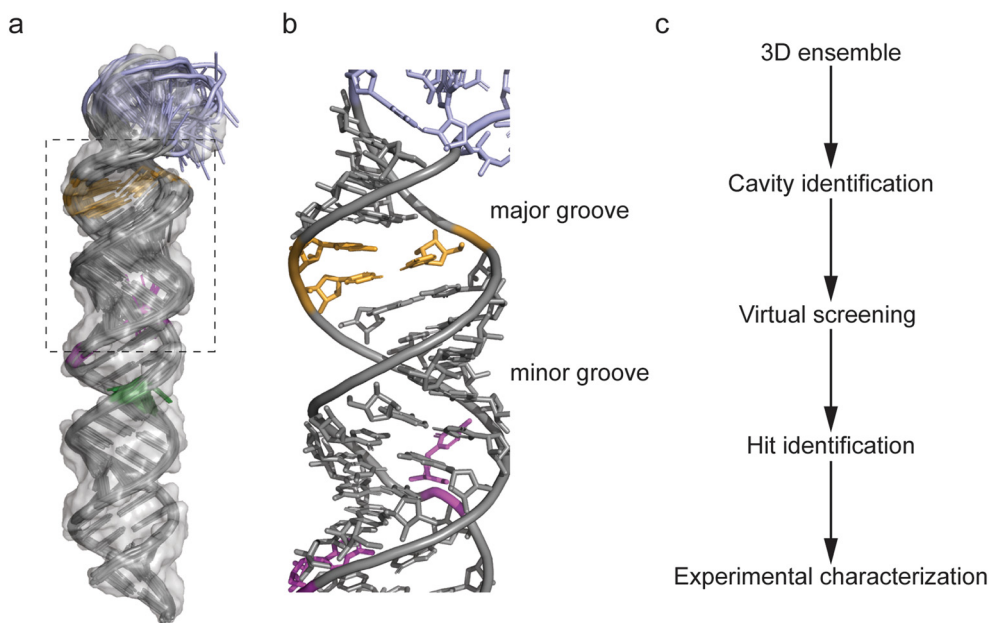 a
b
c
major groove
minor groove
3D ensemble
Cavity identification
Virtual screening
Hit identification
Experimental characterization